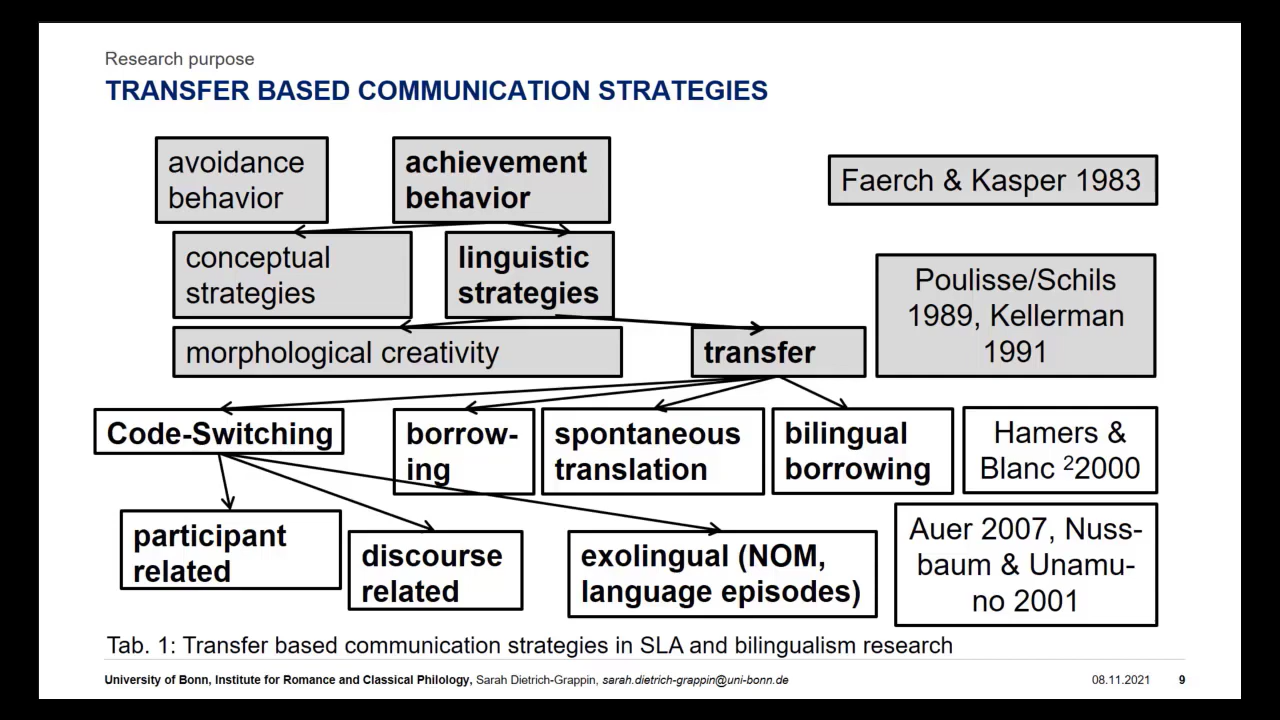 Research purpose
TRANSFER BASED COMMUNICATION STRATEGIES
avoidance
behavior
achievement
behavior
Faerch & Kasper 1983
conceptual
strategies
linguistic
strategies
Poulisse/Schils
1989, Kellerman
1991
morphological creativity
transfer
Code-Switching
borrow-
ing
spontaneous
translation
bilingual
borrowing
Hamers &
Blanc ²2000
participant
related
discourse
related
exolingual (NOM,
language episodes)
Auer 2007, Nuss-
baum & Unamu-
no 2001
Tab. 1: Transfer based communication strategies in SLA and bilingualism research
University of Bonn, Institute for Romance and Classical Philology, Sarah Dietrich-Grappin, sarah.dietrich-grappin@uni-bonn.de 08.11.2021 9